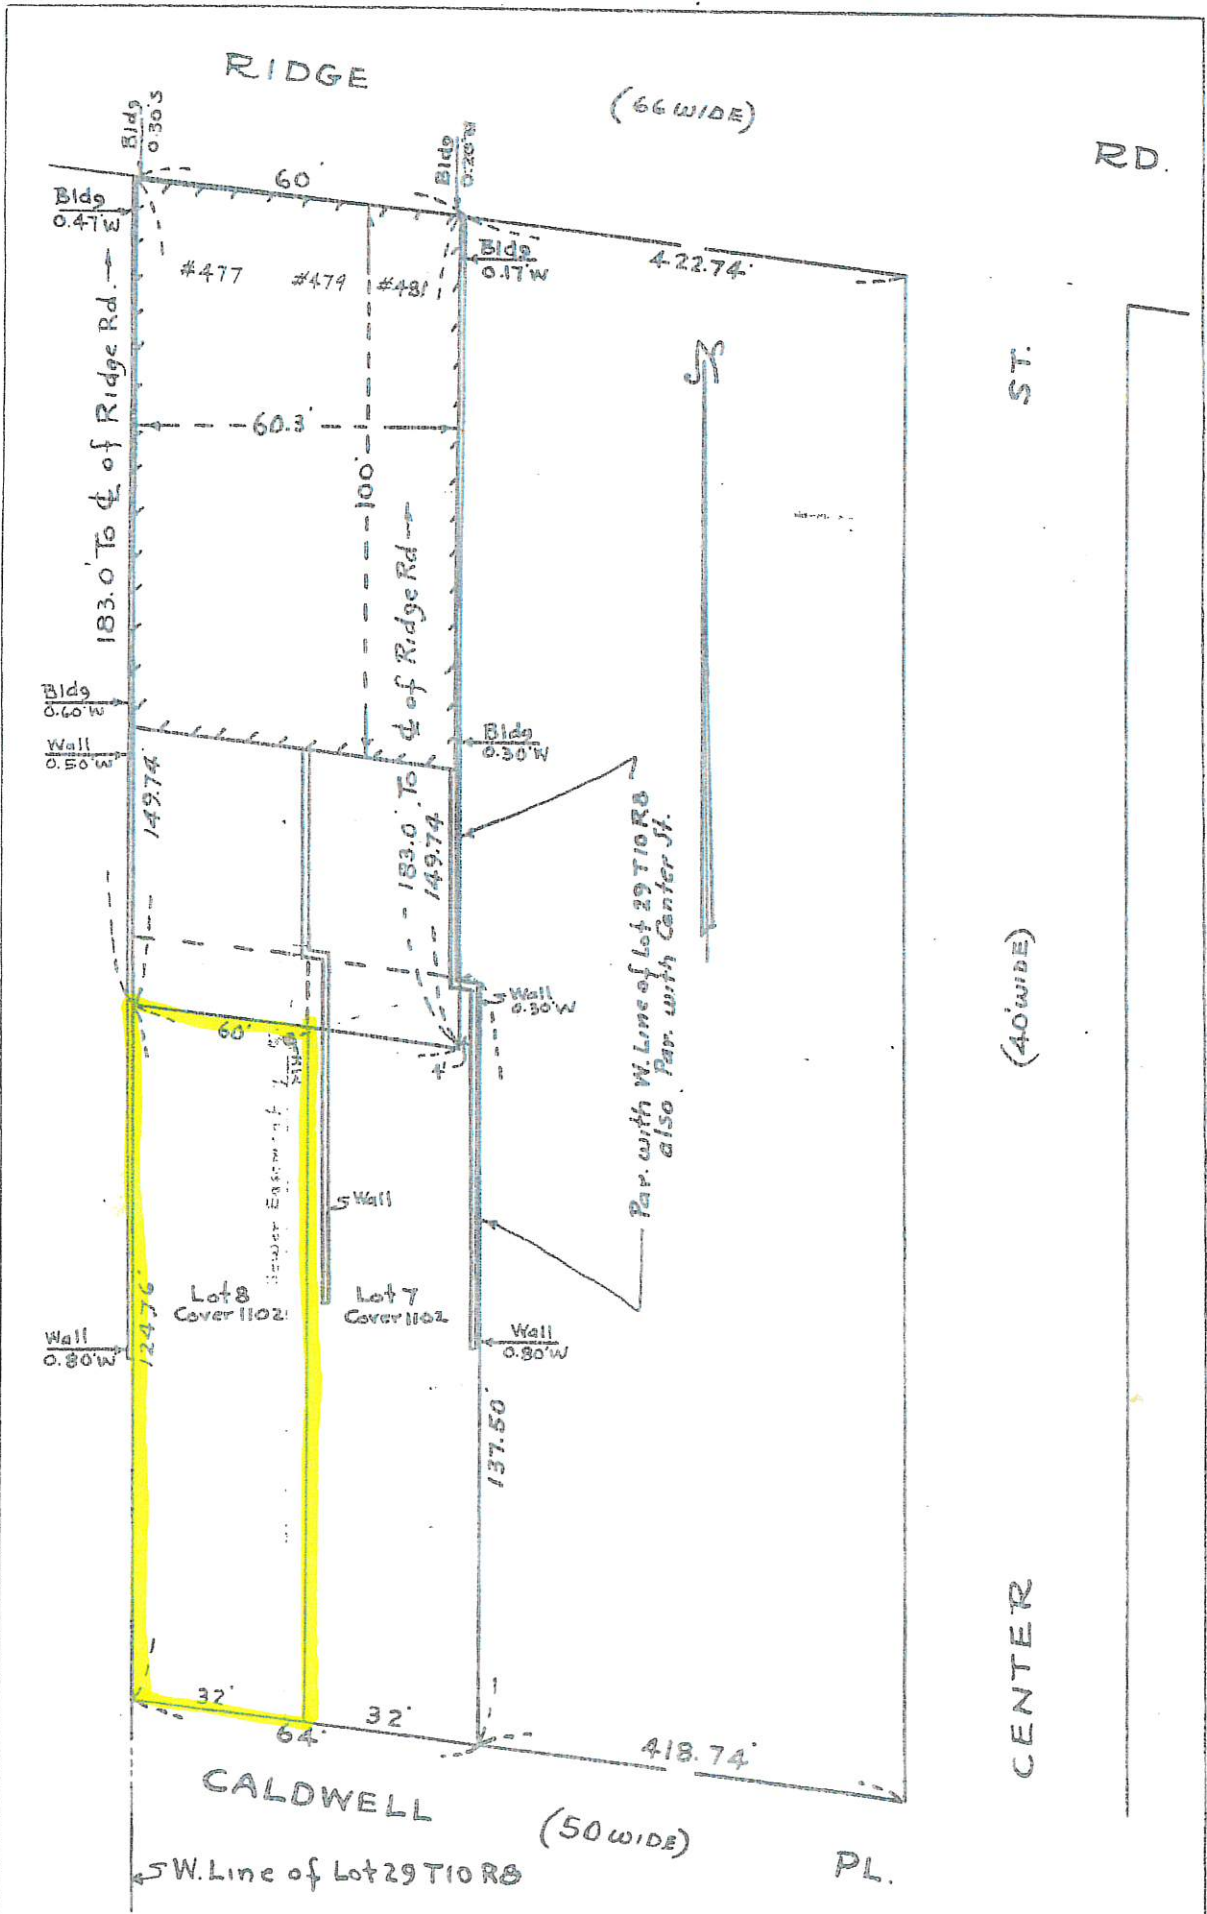 RIDGE
(66 WIDE)
RD.
Bldg
0.30'S
60'
Bldg
0.20'W
Bldg
0.47'W
#477
#479
#481
Bldg
0.17'W
422.74'
183.0' To ℄ of Ridge Rd.
ST.
60.3'
100'
183.0' To ℄ of Ridge Rd
Bldg
0.60'W
Wall
0.50'W
Bldg
0.30'W
149.74'
149.74'
Par. with W. Line of Lot 29 T10 R8
also Par. with Center St.
Wall
0.30'W
(40 WIDE)
60'
Sewer Easement
Wall
Lot 8
Cover 1102
Lot 7
Cover 1102
124.76'
Wall
0.80'W
Wall
0.80'W
137.50'
CENTER
32'
32'
64'
418.74'
CALDWELL
(50 WIDE)
PL.
W. Line of Lot 29 T10 R8